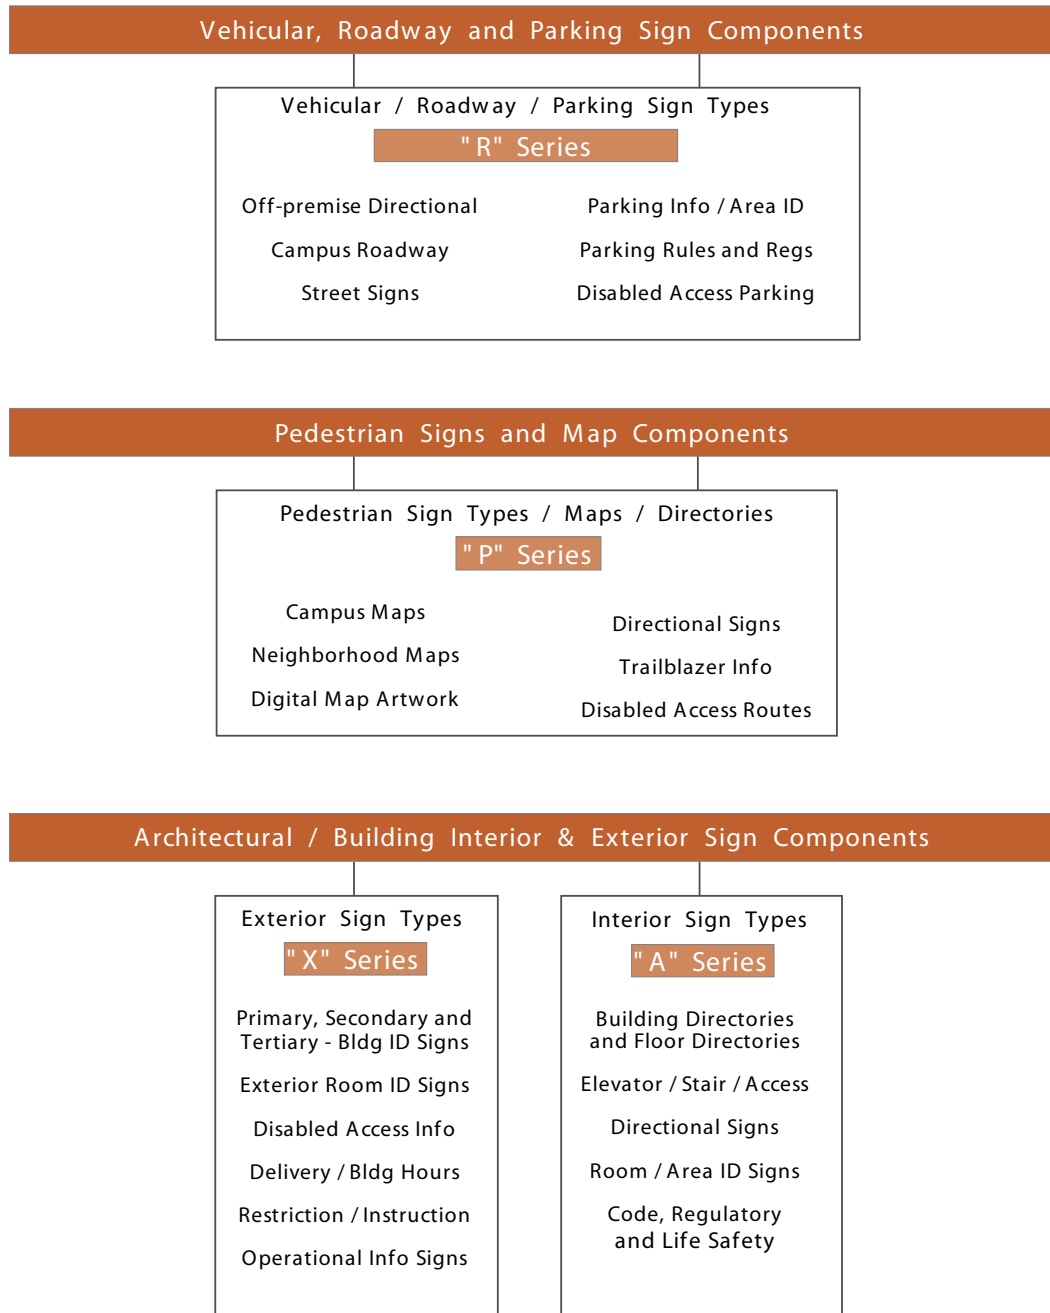 Vehicular, Roadway and Parking Sign Components
Vehicular / Roadway / Parking Sign Types
"R" Series
Off-premise Directional
Campus Roadway
Street Signs
Parking Info / Area ID
Parking Rules and Regs
Disabled Access Parking
Pedestrian Signs and Map Components
Pedestrian Sign Types / Maps / Directories
"P" Series
Campus Maps
Neighborhood Maps
Digital Map Artwork
Directional Signs
Trailblazer Info
Disabled Access Routes
Architectural / Building Interior & Exterior Sign Components
Exterior Sign Types
"X" Series
Primary, Secondary and
Tertiary - Bldg ID Signs
Exterior Room ID Signs
Disabled Access Info
Delivery / Bldg Hours
Restriction / Instruction
Operational Info Signs
Interior Sign Types
"A" Series
Building Directories
and Floor Directories
Elevator / Stair / Access
Directional Signs
Room / Area ID Signs
Code, Regulatory
and Life Safety